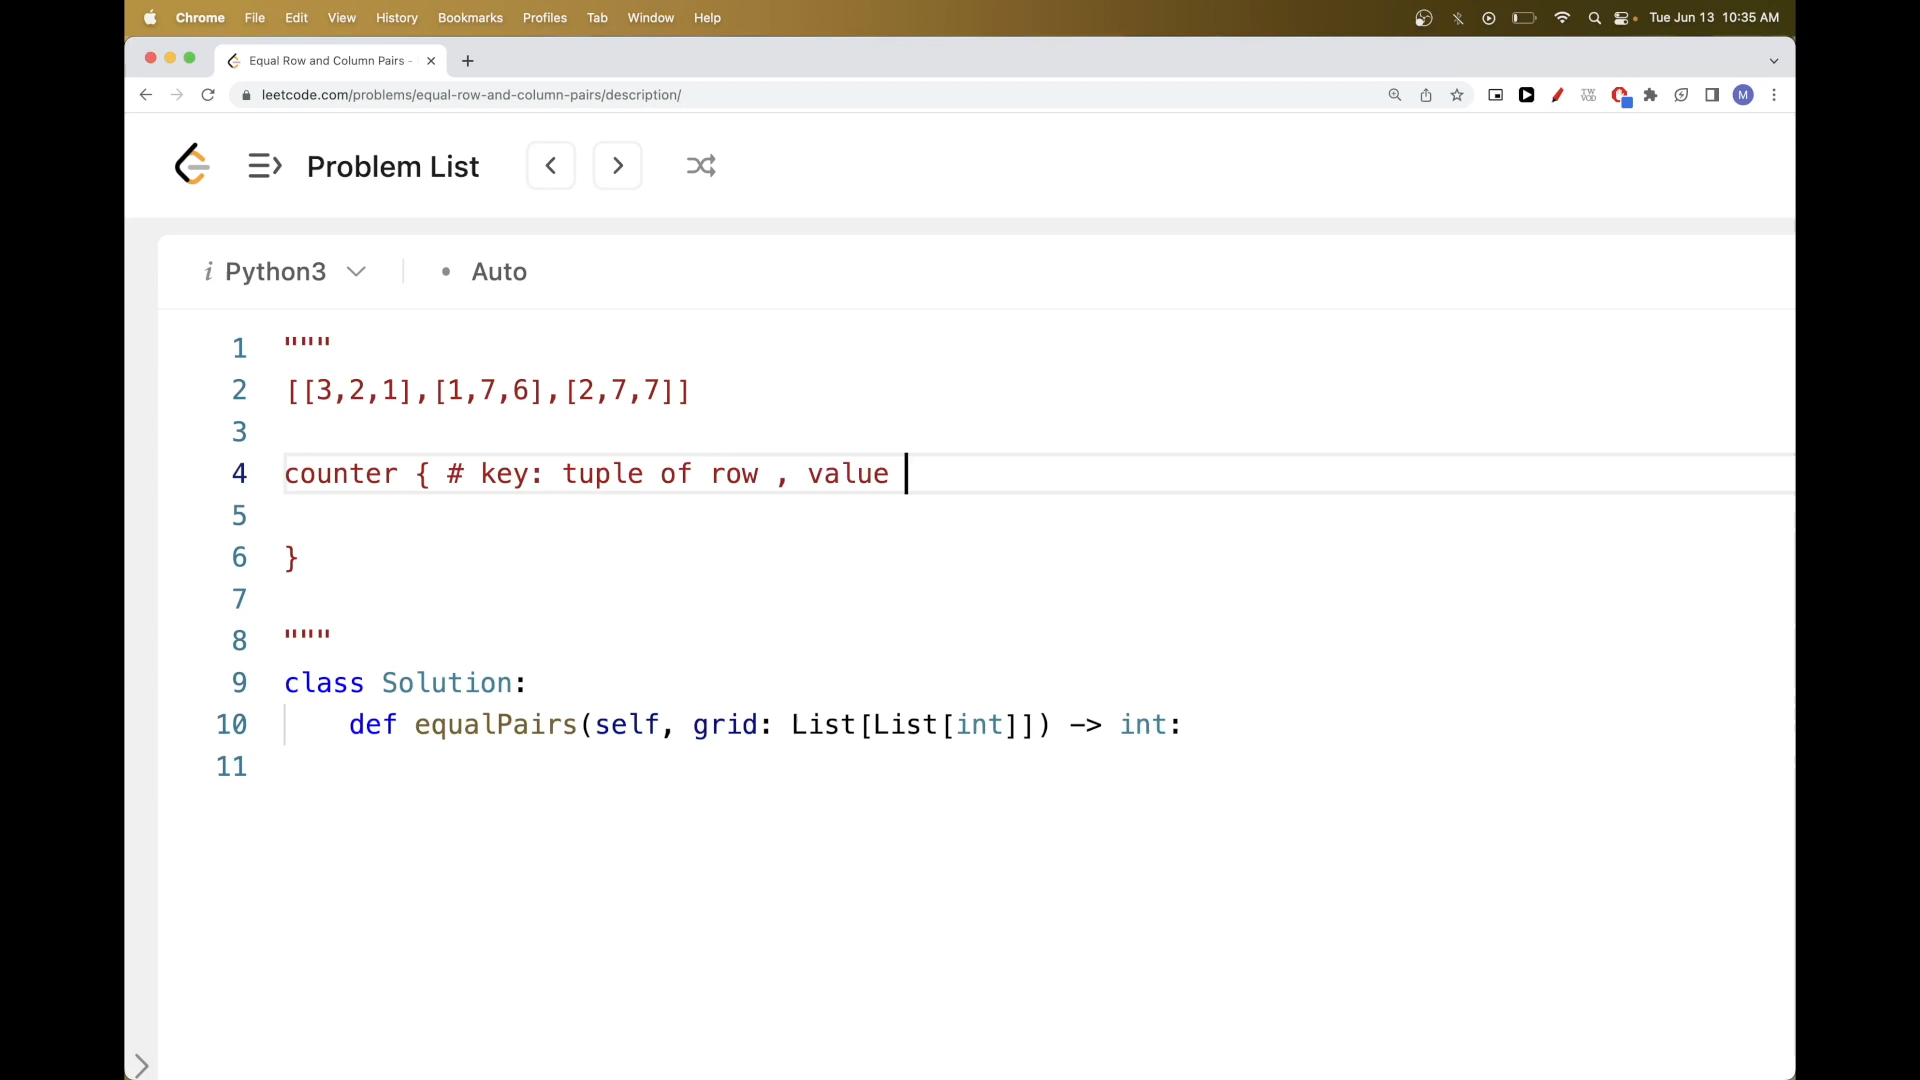 Chrome File Edit View History Bookmarks Profiles Tab Window Help Tue Jun 13 10:35 AM
Equal Row and Column Pairs -
leetcode.com/problems/equal-row-and-column-pairs/description/ TW VOD M
Problem List
i Python3 • Auto
1 """
2 [[3,2,1],[1,7,6],[2,7,7]]
3
4 counter { # key: tuple of row , value
5
6 }
7
8 """
9 class Solution:
10 def equalPairs(self, grid: List[List[int]]) -> int:
11